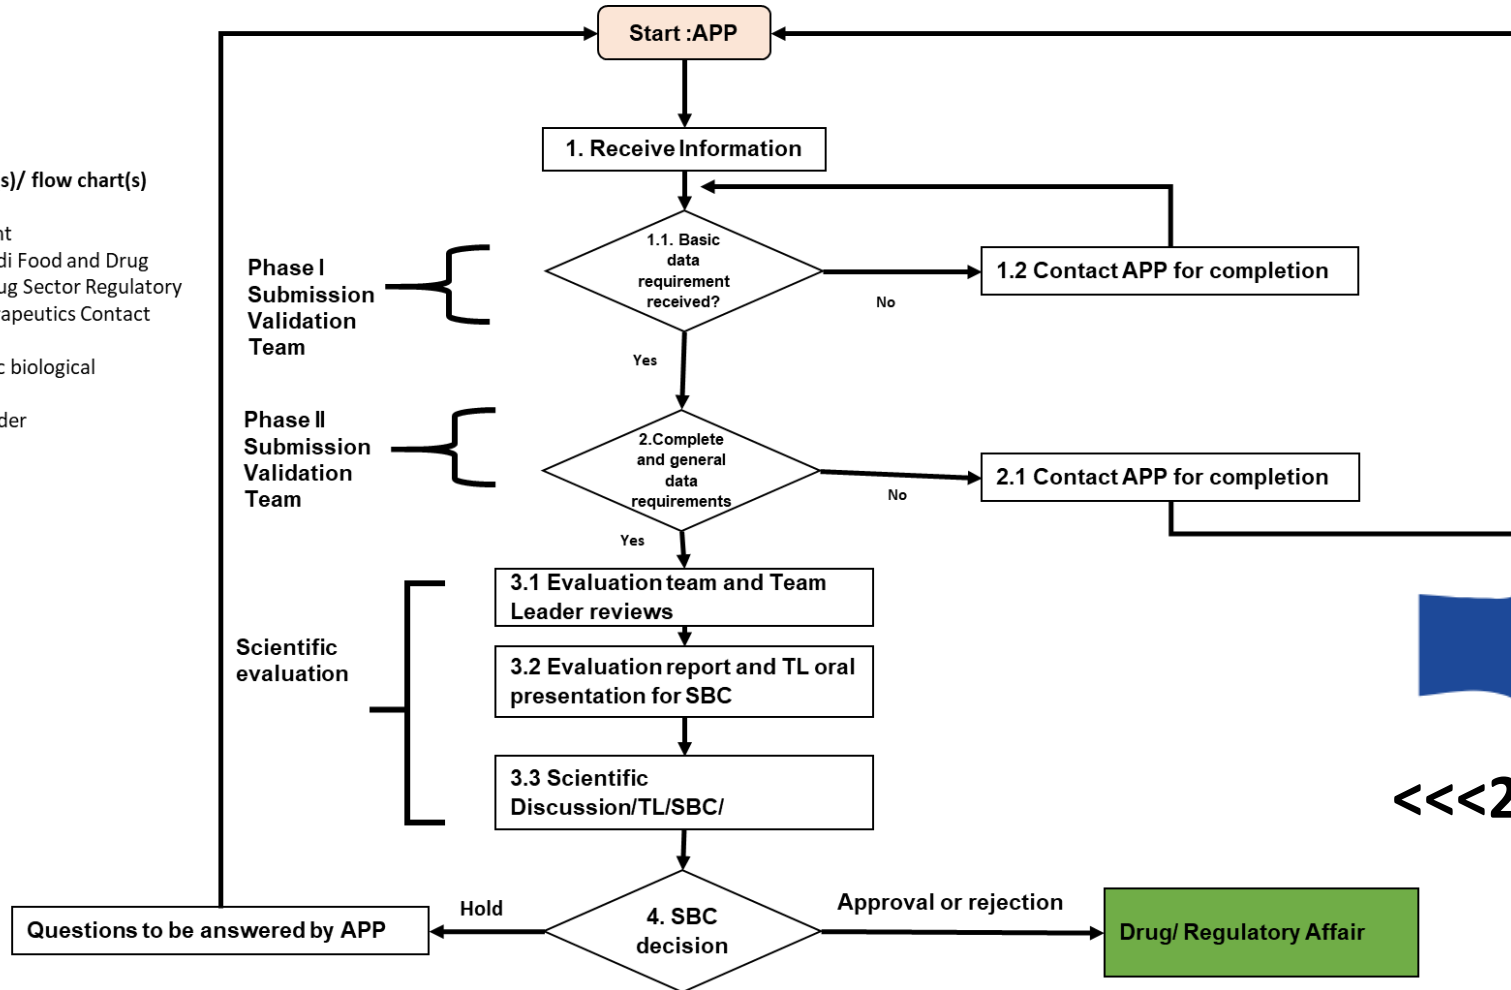 Start :APP
1. Receive Information
s)/ flow chart(s)
nt
di Food and Drug
ug Sector Regulatory
rapeutics Contact
c biological
der
Phase I
Submission
Validation
Team
1.1. Basic
data
requirement
received?
No
1.2 Contact APP for completion
Yes
Phase II
Submission
Validation
Team
2.Complete
and general
data
requirements
No
2.1 Contact APP for completion
Yes
Scientific
evaluation
3.1 Evaluation team and Team
Leader reviews
3.2 Evaluation report and TL oral
presentation for SBC
3.3 Scientific
Discussion/TL/SBC/
<<<2
Questions to be answered by APP
Hold
4. SBC
decision
Approval or rejection
Drug/ Regulatory Affair